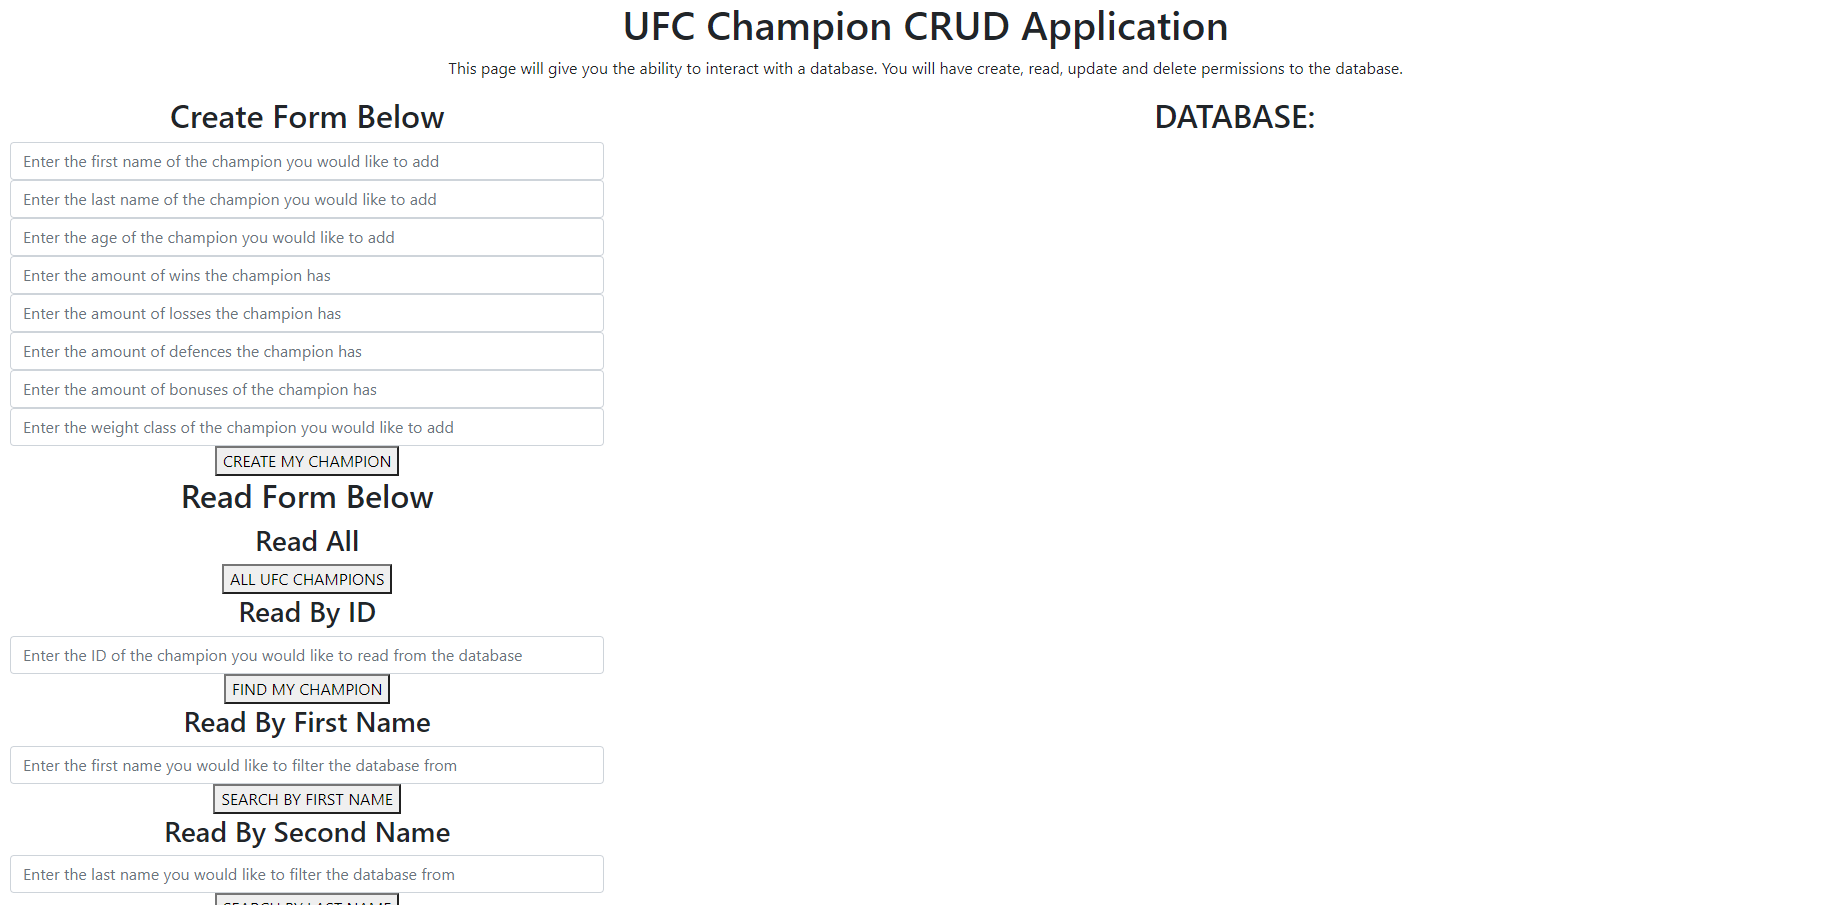 UFC Champion CRUD Application
This page will give you the ability to interact with a database. You will have create, read, update and delete permissions to the database.
Create Form Below
Enter the first name of the champion you would like to add
Enter the last name of the champion you would like to add
Enter the age of the champion you would like to add
Enter the amount of wins the champion has
Enter the amount of losses the champion has
Enter the amount of defences the champion has
Enter the amount of bonuses of the champion has
Enter the weight class of the champion you would like to add
CREATE MY CHAMPION
Read Form Below
Read All
ALL UFC CHAMPIONS
Read By ID
Enter the ID of the champion you would like to read from the database
FIND MY CHAMPION
Read By First Name
Enter the first name you would like to filter the database from
SEARCH BY FIRST NAME
Read By Second Name
Enter the last name you would like to filter the database from
SEARCH BY LAST NAME
DATABASE: